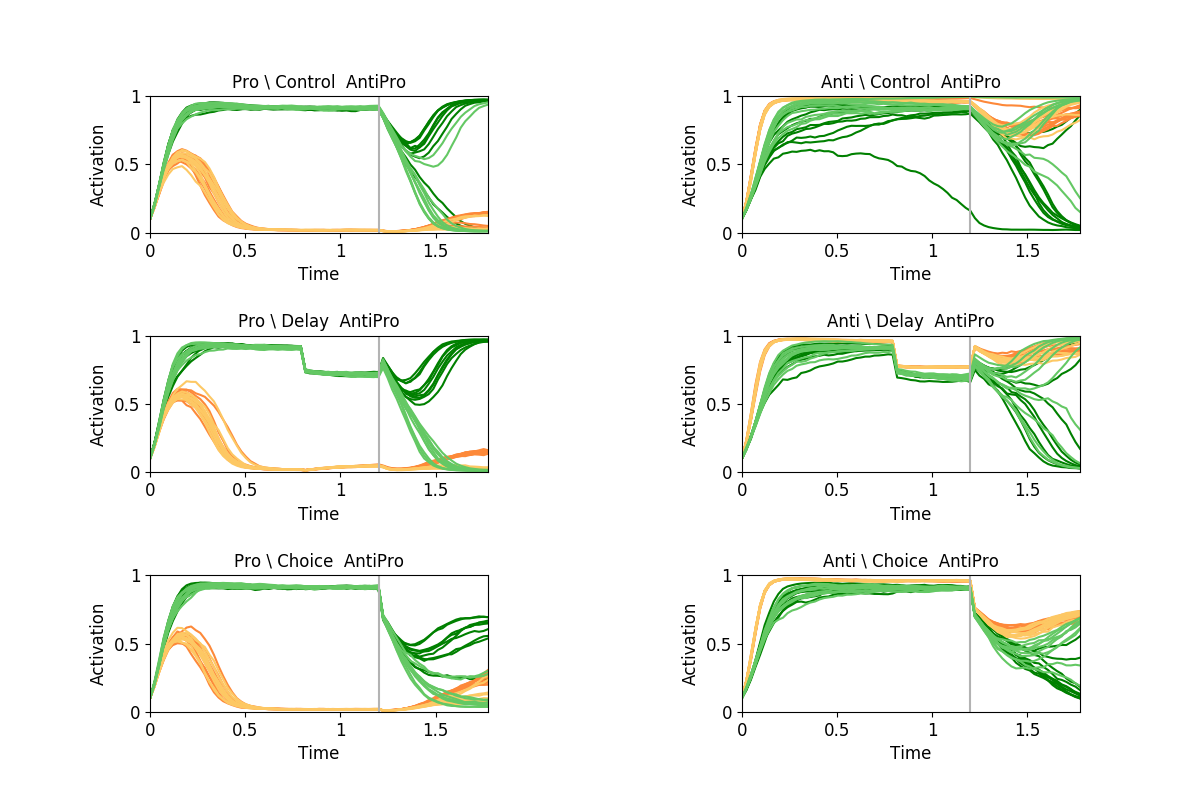 Pro \ Control  AntiPro
Activation
1
0.5
0
0
0.5
1
1.5
Time
Anti \ Control  AntiPro
Activation
1
0.5
0
0
0.5
1
1.5
Time
Pro \ Delay  AntiPro
Activation
1
0.5
0
0
0.5
1
1.5
Time
Anti \ Delay  AntiPro
Activation
1
0.5
0
0
0.5
1
1.5
Time
Pro \ Choice  AntiPro
Activation
1
0.5
0
0
0.5
1
1.5
Time
Anti \ Choice  AntiPro
Activation
1
0.5
0
0
0.5
1
1.5
Time